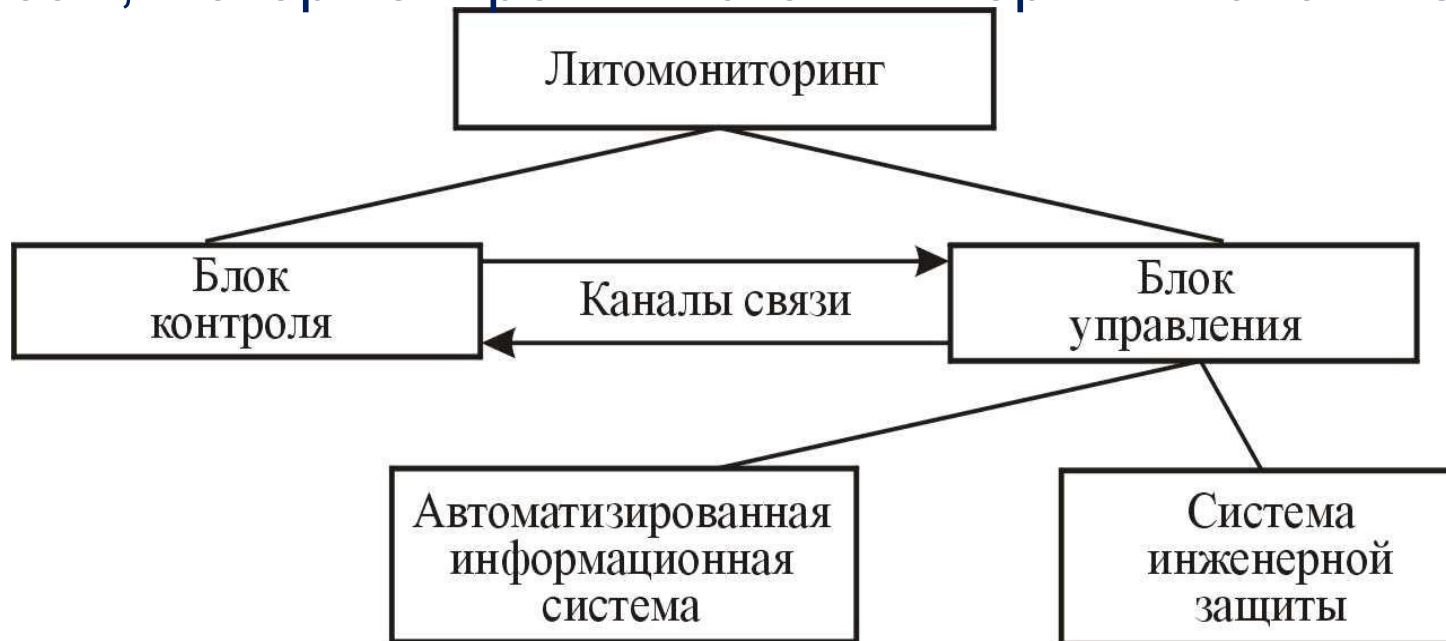 Литомониторинг
Блок
контроля
Каналы связи
Блок
управления
Автоматизированная
информационная
система
Система
инженерной
защиты